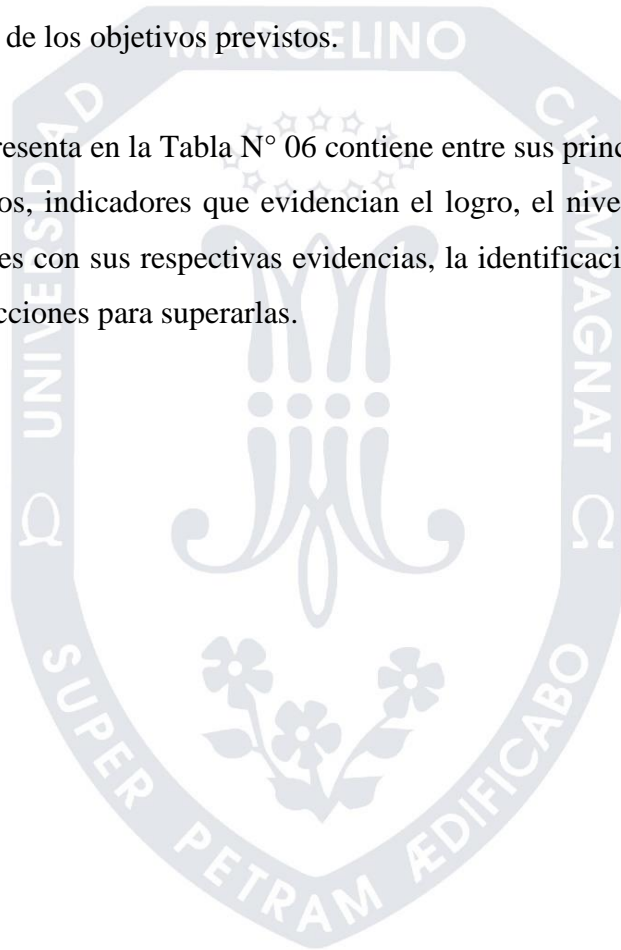 de los objetivos previstos.
resenta en la Tabla N° 06 contiene entre sus princ
os, indicadores que evidencian el logro, el nive
es con sus respectivas evidencias, la identificaci
cciones para superarlas.
UNIVERSIDAD MARCELINO CHAMPAGNAT
SUPER PETRAM ÆDIFICABO
Ω Ω